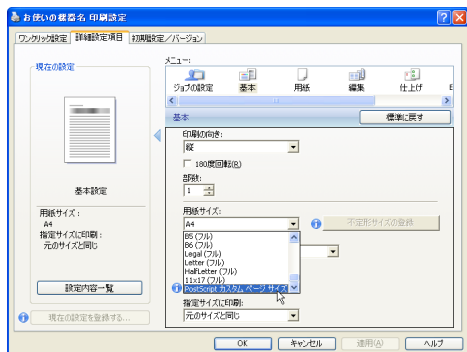 お使いの機器名 印刷設定
ワンクリック設定 詳細設定項目 初期設定/バージョン
現在の設定
メニュー:
ジョブの設定 基本 用紙 編集 仕上げ
基本 標準に戻す
印刷の向き:
縦
180度回転(R)
部数:
1
基本設定
用紙サイズ:
A4 不定形サイズの登録
B5 (フル)
B6 (フル)
Legal (フル)
Letter (フル)
HalfLetter (フル)
11x17 (フル)
PostScript カスタム ページ サイズ
用紙サイズ:
A4
指定サイズに印刷:
元のサイズと同じ
設定内容一覧
指定サイズに印刷:
元のサイズと同じ
現在の設定を登録する...
OK キャンセル 適用(A) ヘルプ